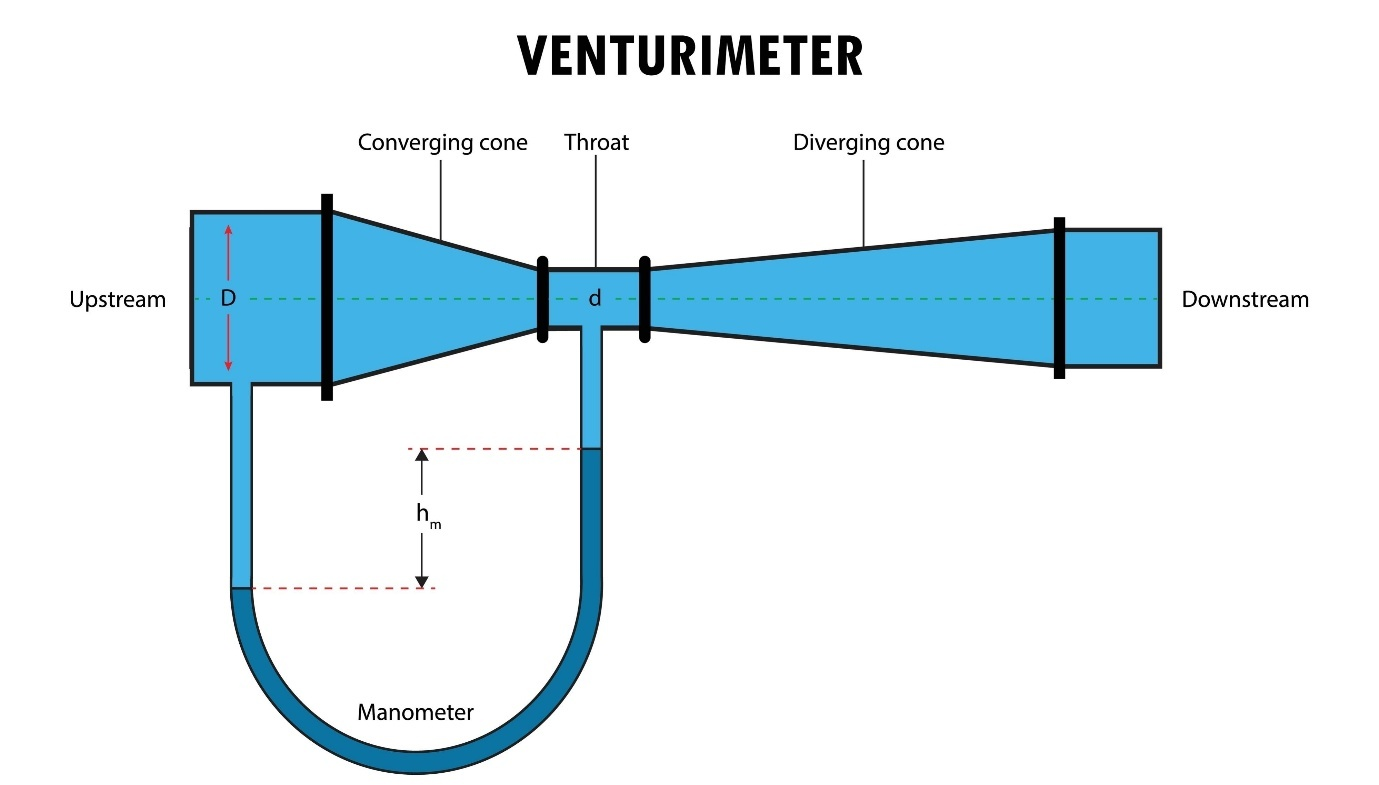 VENTURIMETER
Converging cone
Throat
Diverging cone
Upstream
D
d
Downstream
hm
Manometer